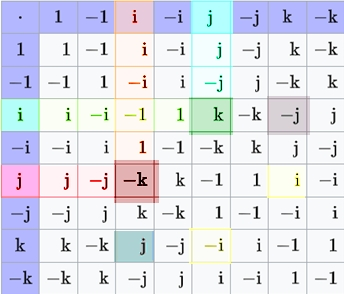 · 1 −1 i −i j −j k −k
1 1 −1 i −i j −j k −k
−1 −1 1 −i i −j j −k k
i i −i −1 1 k −k −j j
−i −i i 1 −1 −k k j −j
j j −j −k k −1 1 i −i
−j −j j k −k 1 −1 −i i
k k −k j −j −i i −1 1
−k −k k −j j i −i 1 −1